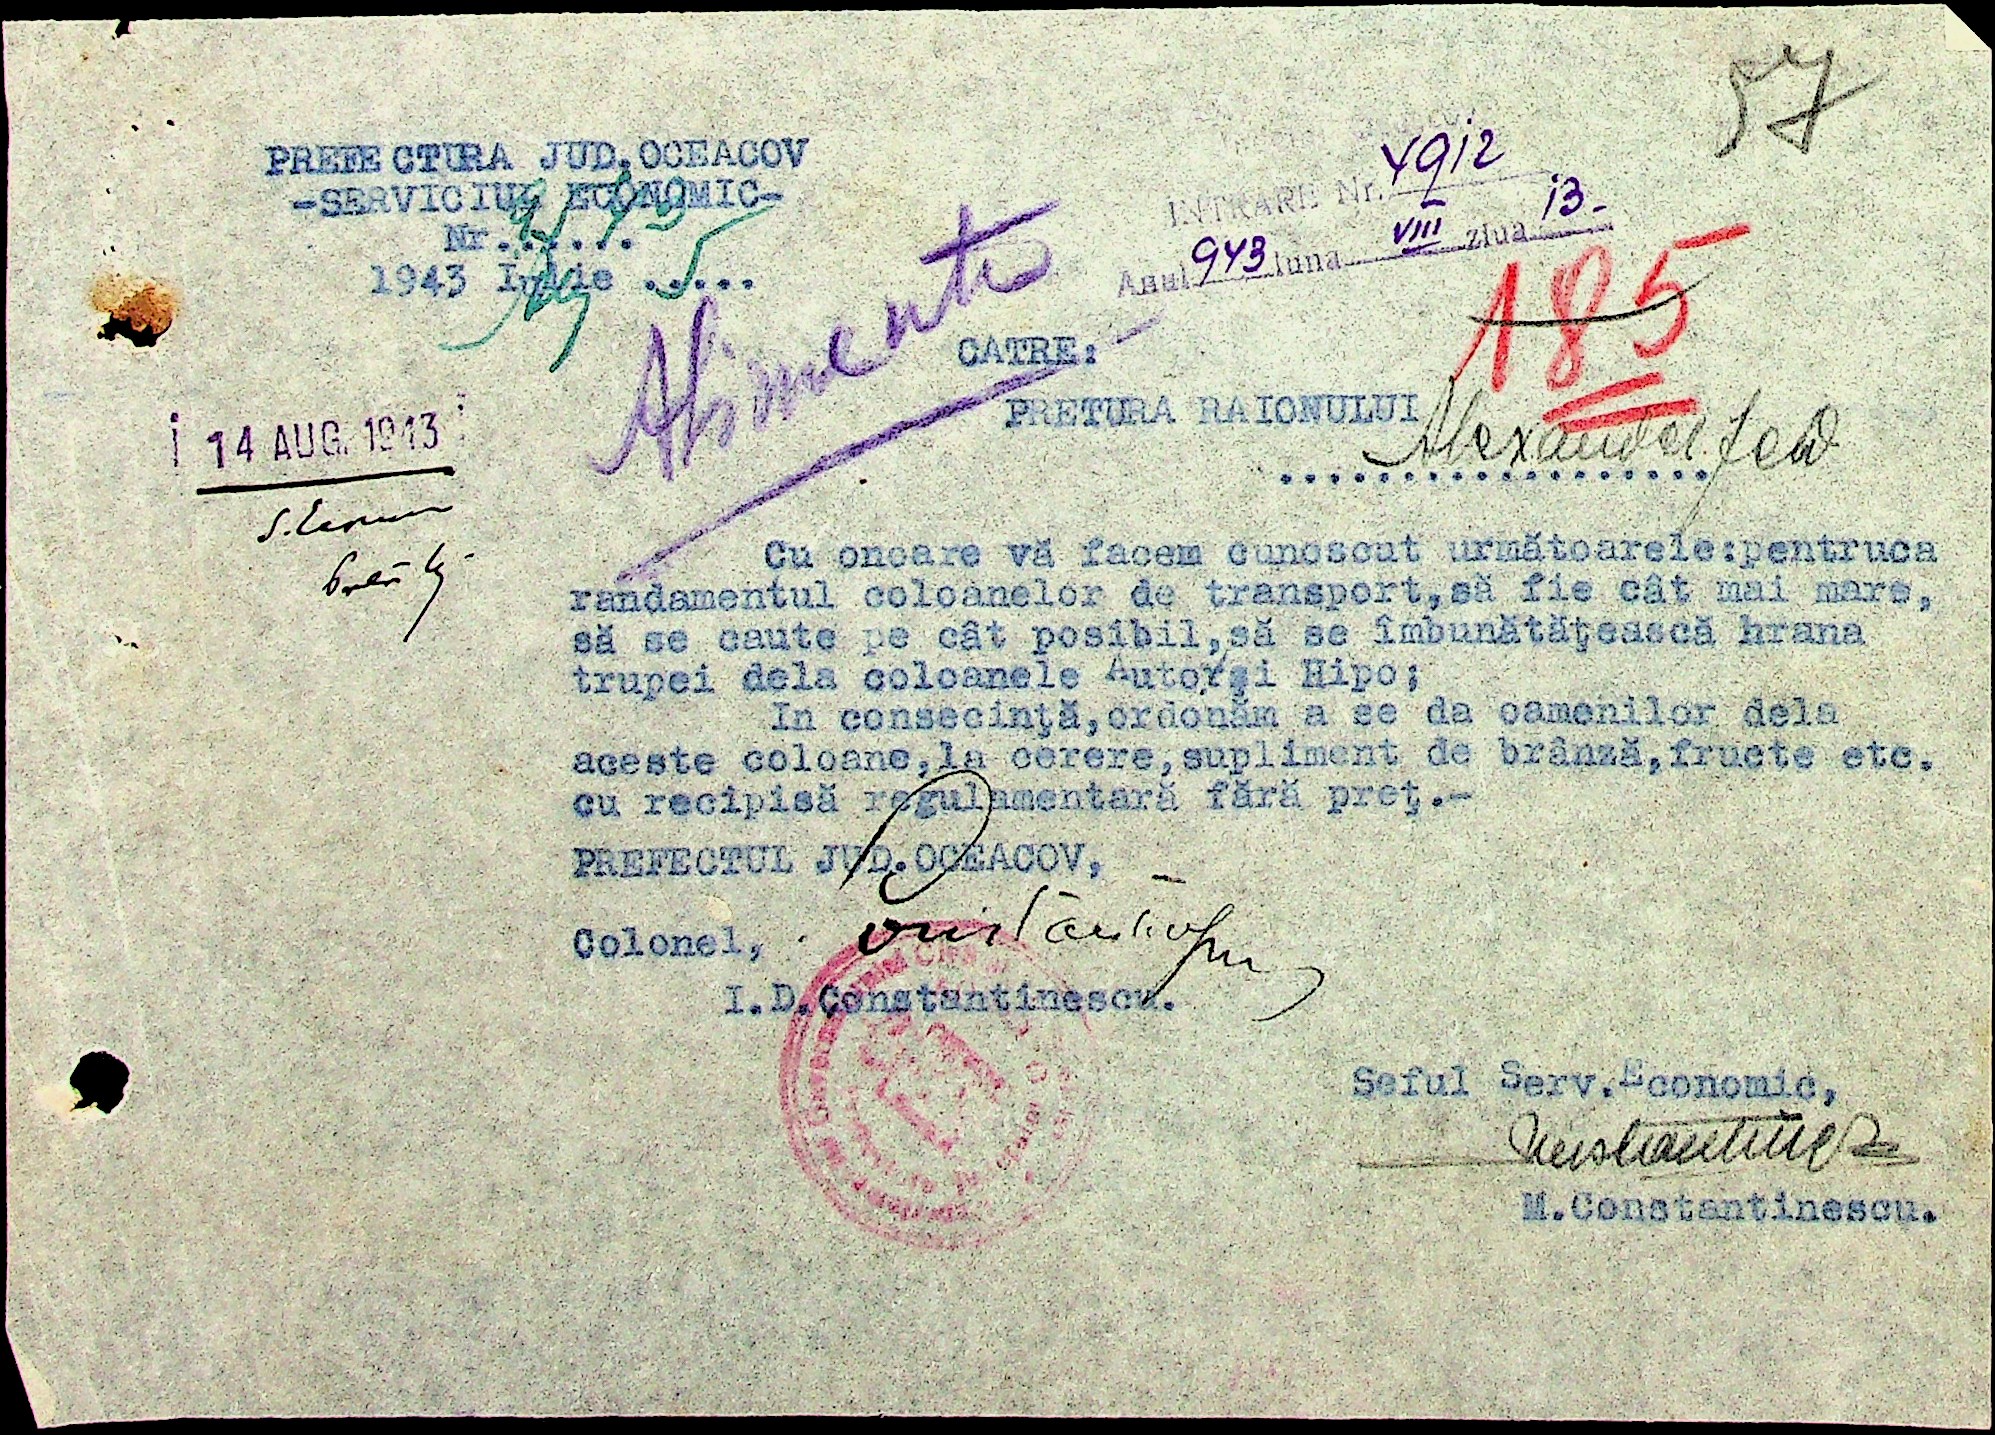 57
PREFECTURA JUD.OCEACOV
-SERVICIUL ECONOMIC-
Nr.......
1943 Iulie .....
INTRARE Nr. 4912
Anul 943 luna VIII ziua 13.
185
Alimente
CATRE:
PRETURA RAIONULUI
Alexanderfeld
14 AUG. 1943
Cu onoare vă facem cunoscut următoarele:pentruca
randamentul coloanelor de transport,să fie cât mai mare,
să se caute pe cât posibil,să se îmbunătăţească hrana
trupei dela coloanele Auto,şi Hipo;
In consecinţă,ordonăm a se da oamenilor dela
aceste coloane,la cerere,supliment de brânză,fructe etc.
cu recipisă regulamentară fără preţ.-
PREFECTUL JUD.OCEACOV,
Colonel,
I.D.Constantinescu.
Seful Serv.Economic,
M.Constantinescu.